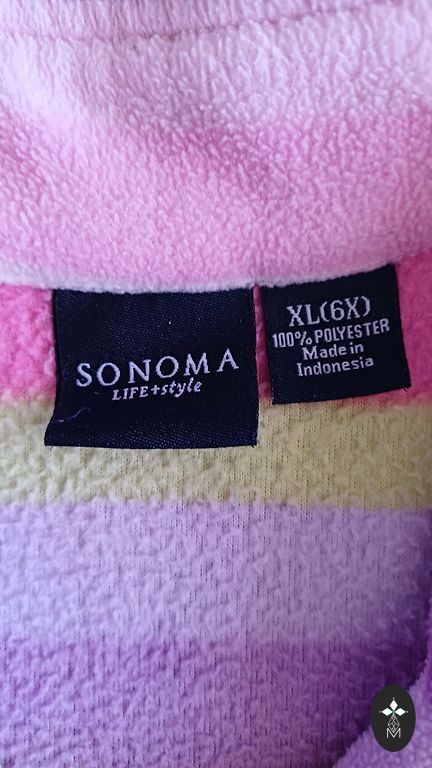 SONOMA
LIFE+style
XL(6X)
100% POLYESTER
Made in
Indonesia